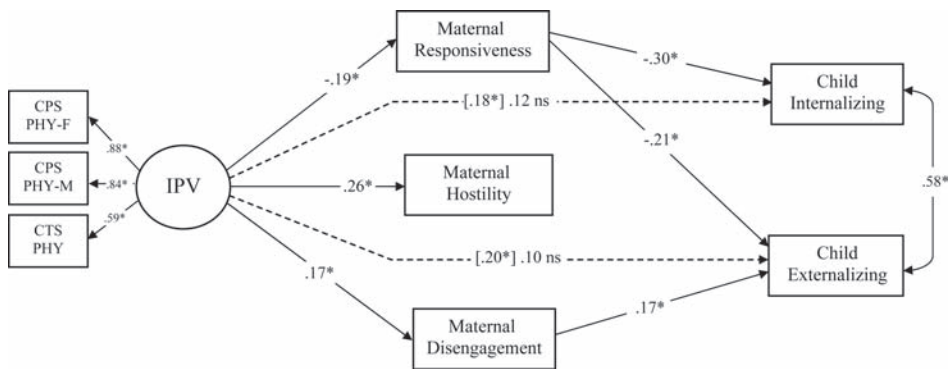 Maternal
Responsiveness
-.30*
Child
Internalizing
-.19*
[.18*] .12 ns
CPS
PHY-F
.88*
-.21*
CPS
PHY-M
.84*
IPV
.26*
Maternal
Hostility
.58*
CTS
PHY
.59*
[.20*] .10 ns
Child
Externalizing
.17*
.17*
Maternal
Disengagement